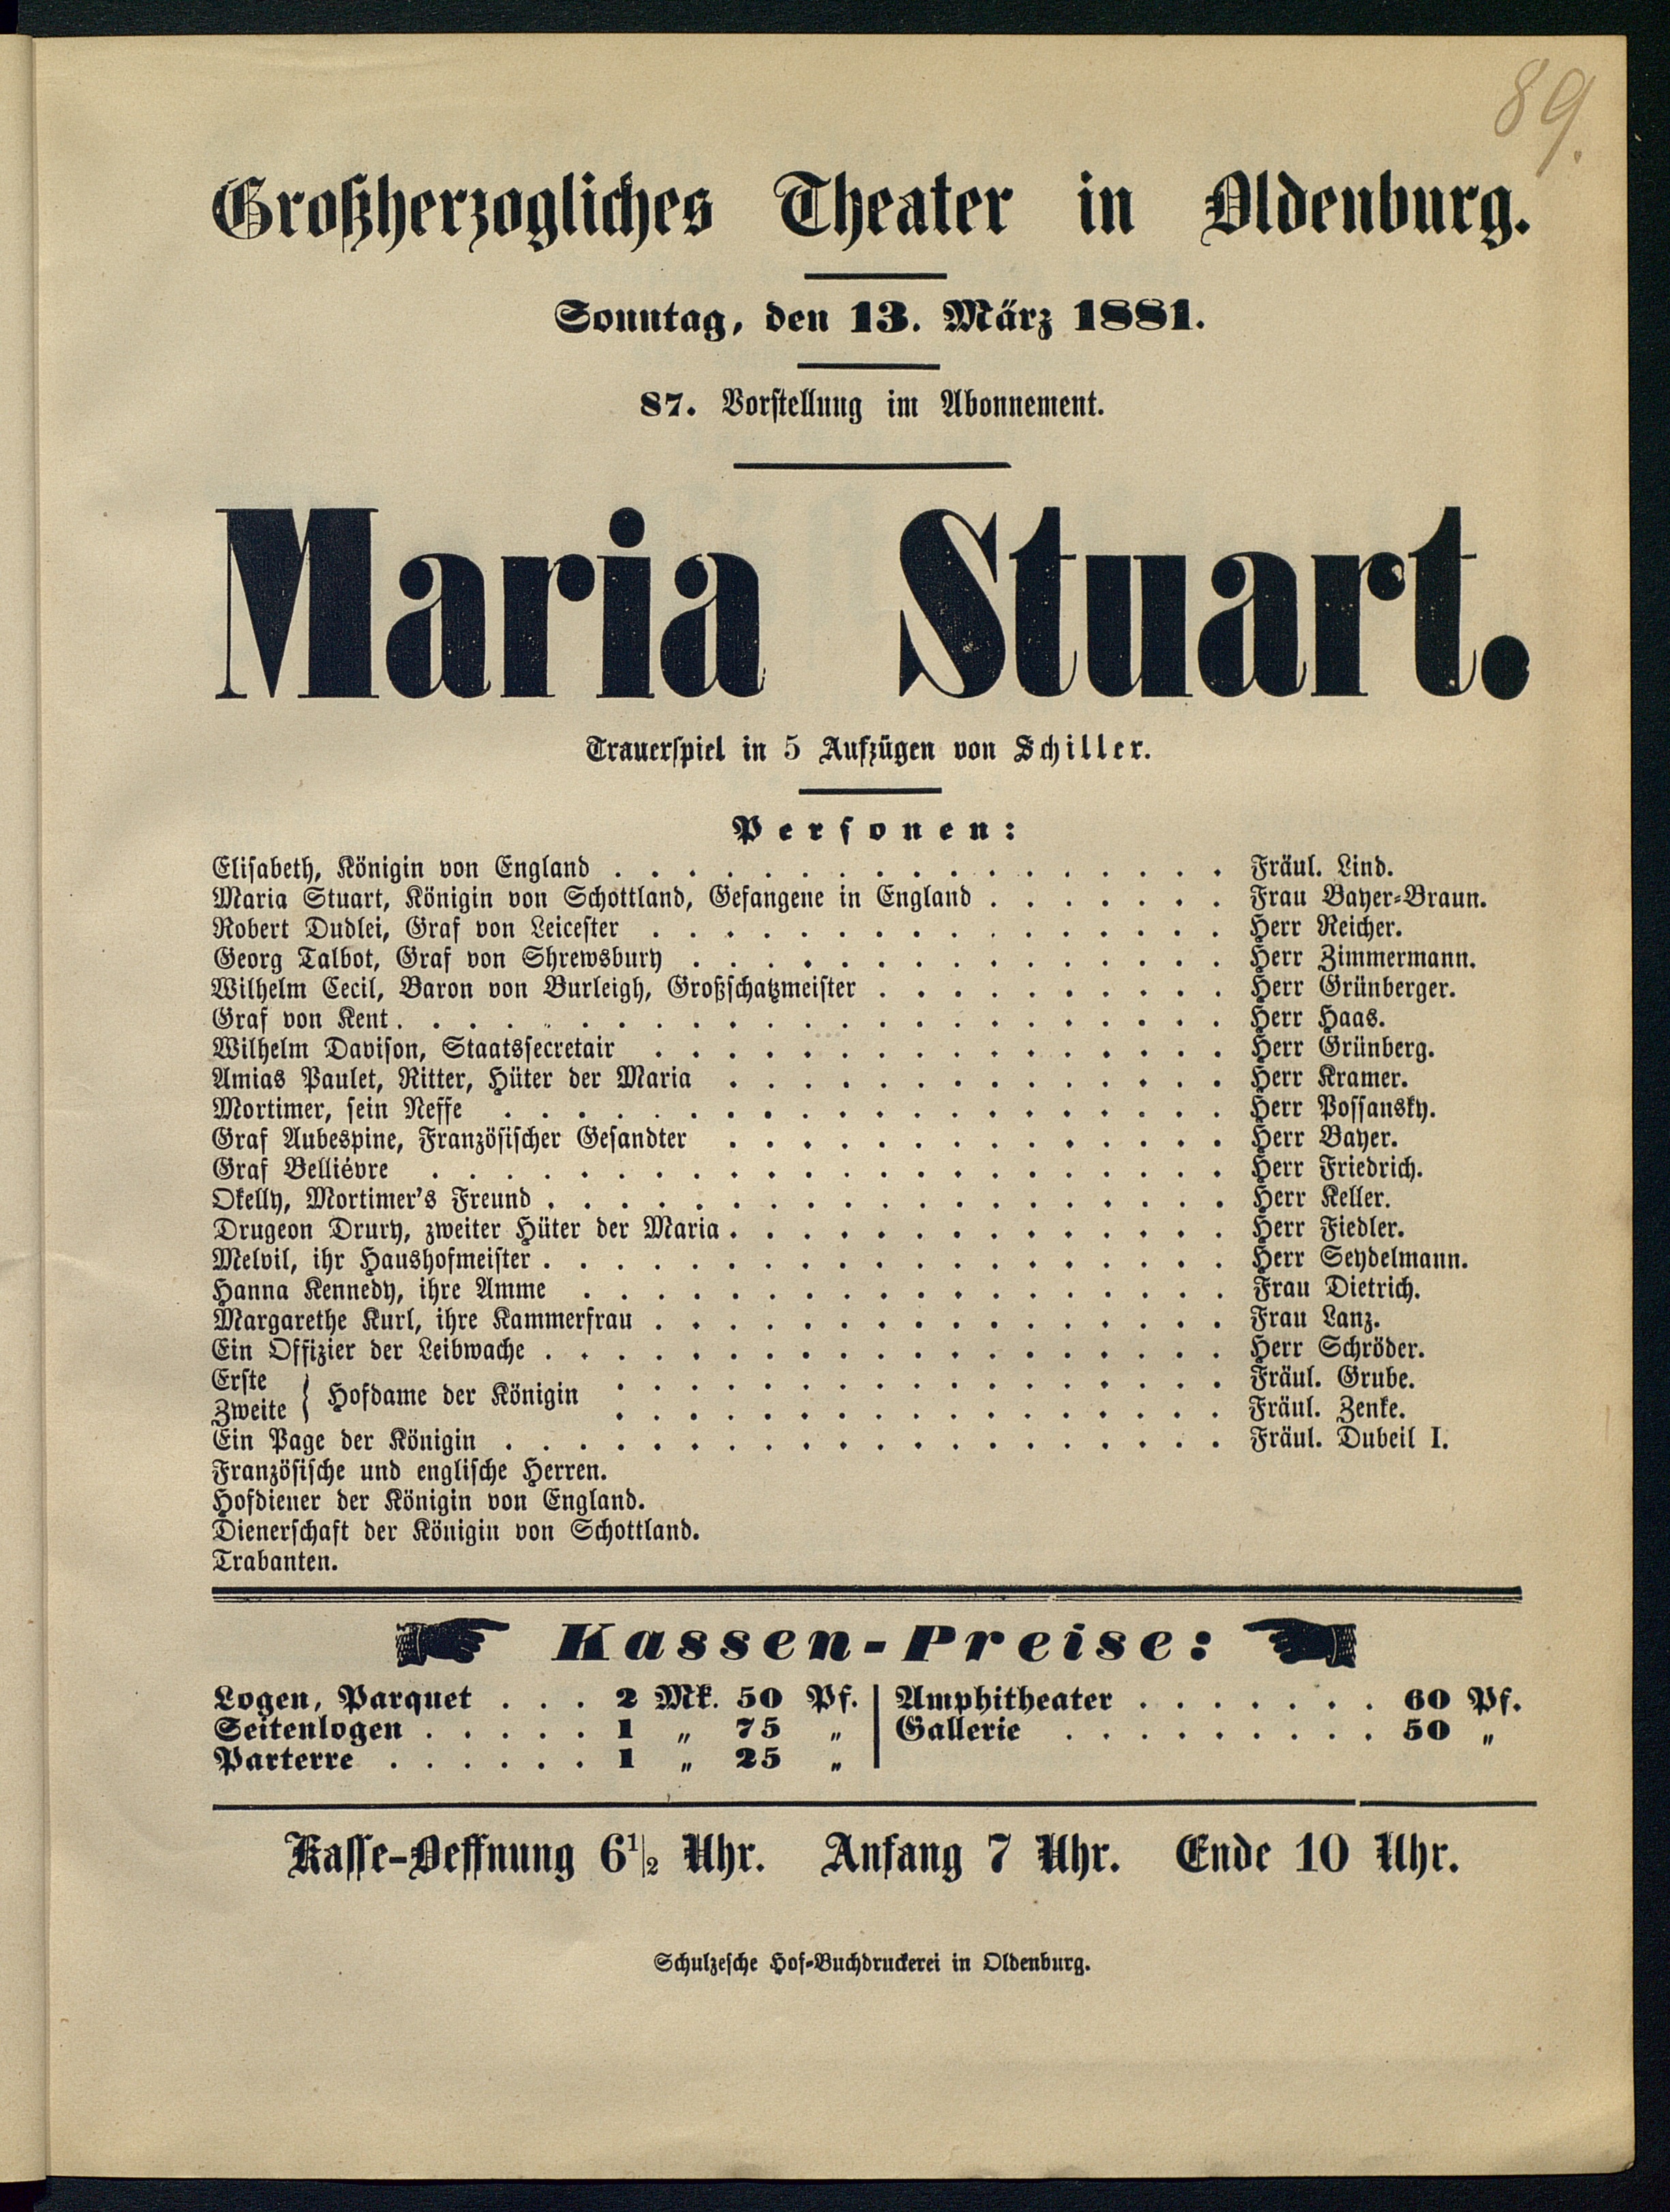 89.
Großherzogliches Theater in Oldenburg.
Sonntag, den 13. März 1881.
87. Vorstellung im Abonnement.
Maria Stuart.
Trauerspiel in 5 Aufzügen von Schiller.
Personen:
Elisabeth, Königin von England . . . . . . . . . . . . . . . . . Fräul. Lind.
Maria Stuart, Königin von Schottland, Gefangene in England . . . . . . . Frau Bayer-Braun.
Robert Dudlei, Graf von Leicester . . . . . . . . . . . . . . . . Herr Reicher.
Georg Talbot, Graf von Shrewsbury . . . . . . . . . . . . . . . Herr Zimmermann.
Wilhelm Cecil, Baron von Burleigh, Großschatzmeister . . . . . . . . . . Herr Grünberger.
Graf von Kent . . . . . . . . . . . . . . . . . . . . . . . Herr Haas.
Wilhelm Davison, Staatssecretair . . . . . . . . . . . . . . . . Herr Grünberg.
Amias Paulet, Ritter, Hüter der Maria . . . . . . . . . . . . . . Herr Kramer.
Mortimer, sein Neffe . . . . . . . . . . . . . . . . . . . . Herr Possansky.
Graf Aubespine, Französischer Gesandter . . . . . . . . . . . . . . Herr Bayer.
Graf Belliévre . . . . . . . . . . . . . . . . . . . . . . Herr Friedrich.
Okelly, Mortimer's Freund . . . . . . . . . . . . . . . . . . . Herr Keller.
Drugeon Drury, zweiter Hüter der Maria . . . . . . . . . . . . . . Herr Fiedler.
Melvil, ihr Haushofmeister . . . . . . . . . . . . . . . . . . . Herr Seydelmann.
Hanna Kennedy, ihre Amme . . . . . . . . . . . . . . . . . . Frau Dietrich.
Margarethe Kurl, ihre Kammerfrau . . . . . . . . . . . . . . . . Frau Lanz.
Ein Offizier der Leibwache . . . . . . . . . . . . . . . . . . . Herr Schröder.
Erste . . . . . . . . . . . . . . . . . Fräul. Grube.
} Hofdame der Königin
Zweite . . . . . . . . . . . . . . . . . Fräul. Zenke.
Ein Page der Königin . . . . . . . . . . . . . . . . . . . . Fräul. Dubeil I.
Französische und englische Herren.
Hofdiener der Königin von England.
Dienerschaft der Königin von Schottland.
Trabanten.
Kassen-Preise:
Logen, Parquet . . . 2 Mk. 50 Pf. | Amphitheater . . . . . . . 60 Pf.
Seitenlogen . . . . . 1 „ 75 „ | Gallerie . . . . . . . . . 50 „
Parterre . . . . . . 1 „ 25 „
Kasse-Oeffnung 6 1/2 Uhr. Anfang 7 Uhr. Ende 10 Uhr.
Schulzesche Hof-Buchdruckerei in Oldenburg.